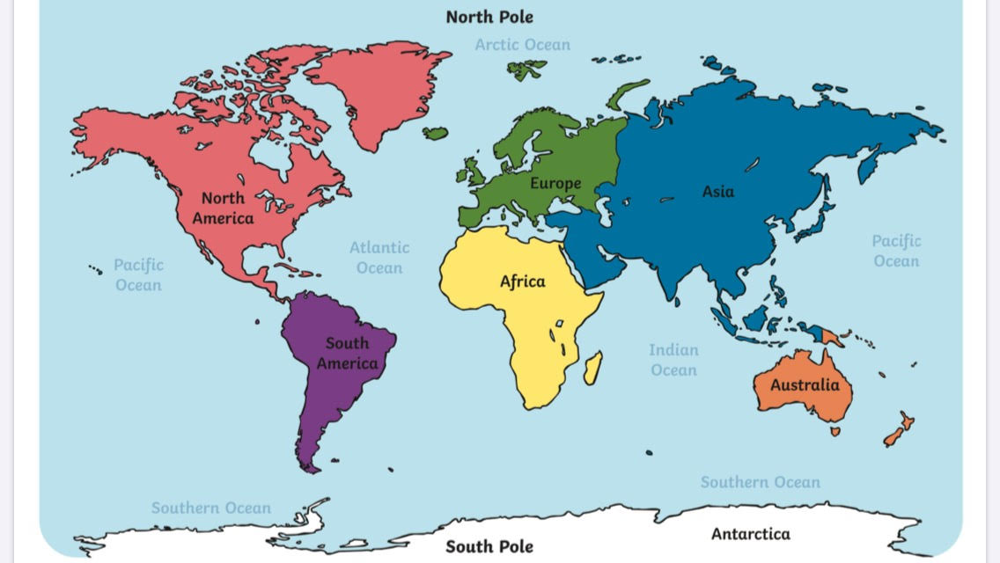 North Pole
Arctic Ocean
North
America
Europe
Asia
Atlantic
Ocean
Pacific
Ocean
Pacific
Ocean
Africa
South
America
Indian
Ocean
Australia
Southern Ocean
Southern Ocean
Antarctica
South Pole